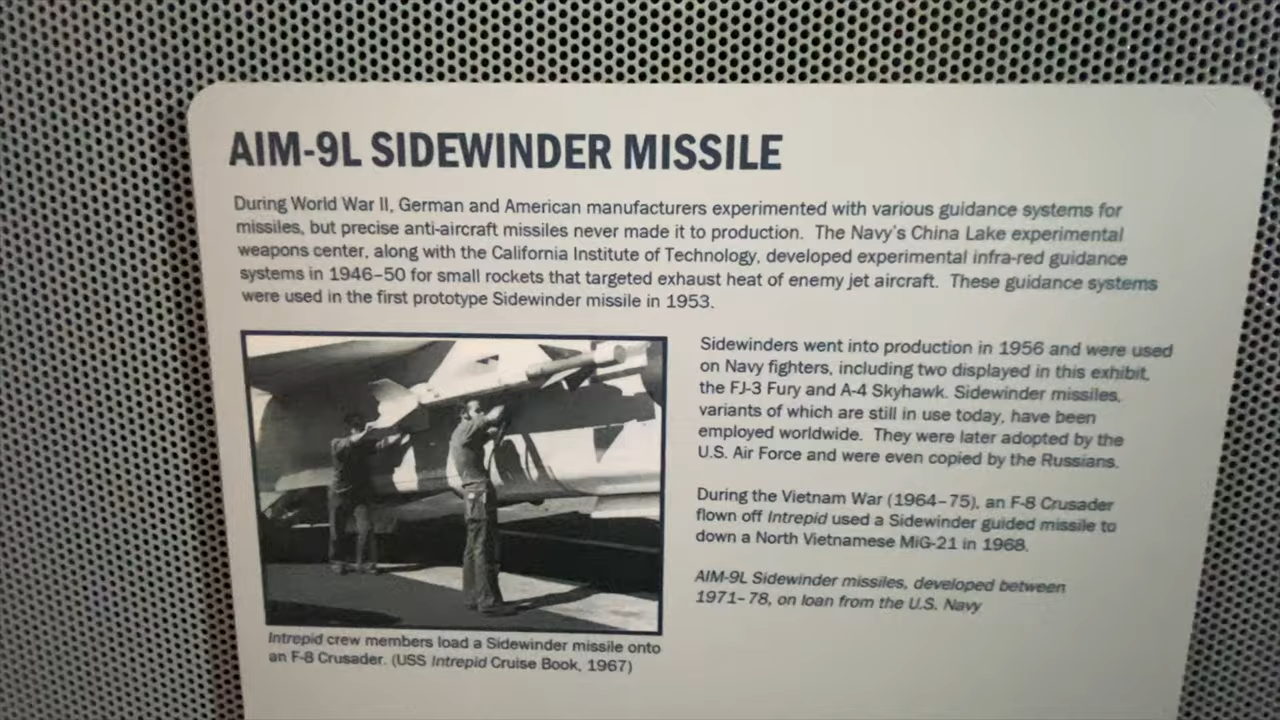 AIM-9L SIDEWINDER MISSILE
During World War II, German and American manufacturers experimented with various guidance systems for
missiles, but precise anti-aircraft missiles never made it to production. The Navy's China Lake experimental
weapons center, along with the California Institute of Technology, developed experimental infra-red guidance
systems in 1946–50 for small rockets that targeted exhaust heat of enemy jet aircraft. These guidance systems
were used in the first prototype Sidewinder missile in 1953.
Sidewinders went into production in 1956 and were used
on Navy fighters, including two displayed in this exhibit,
the FJ-3 Fury and A-4 Skyhawk. Sidewinder missiles,
variants of which are still in use today, have been
employed worldwide. They were later adopted by the
U.S. Air Force and were even copied by the Russians.
During the Vietnam War (1964–75), an F-8 Crusader
flown off Intrepid used a Sidewinder guided missile to
down a North Vietnamese MiG-21 in 1968.
AIM-9L Sidewinder missiles, developed between
1971–78, on loan from the U.S. Navy
Intrepid crew members load a Sidewinder missile onto
an F-8 Crusader. (USS Intrepid Cruise Book, 1967)